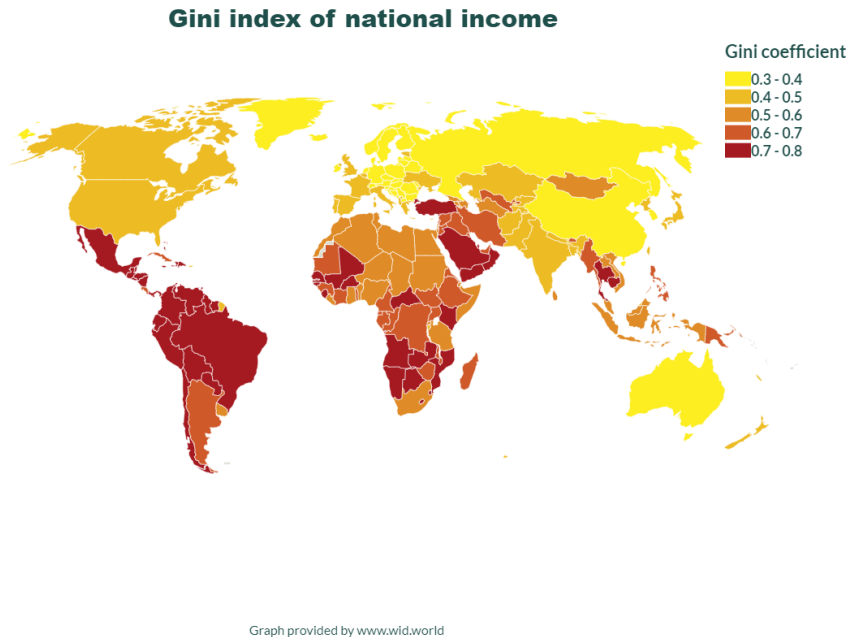 Gini index of national income
Gini coefficient
0.3 - 0.4
0.4 - 0.5
0.5 - 0.6
0.6 - 0.7
0.7 - 0.8
Graph provided by www.wid.world